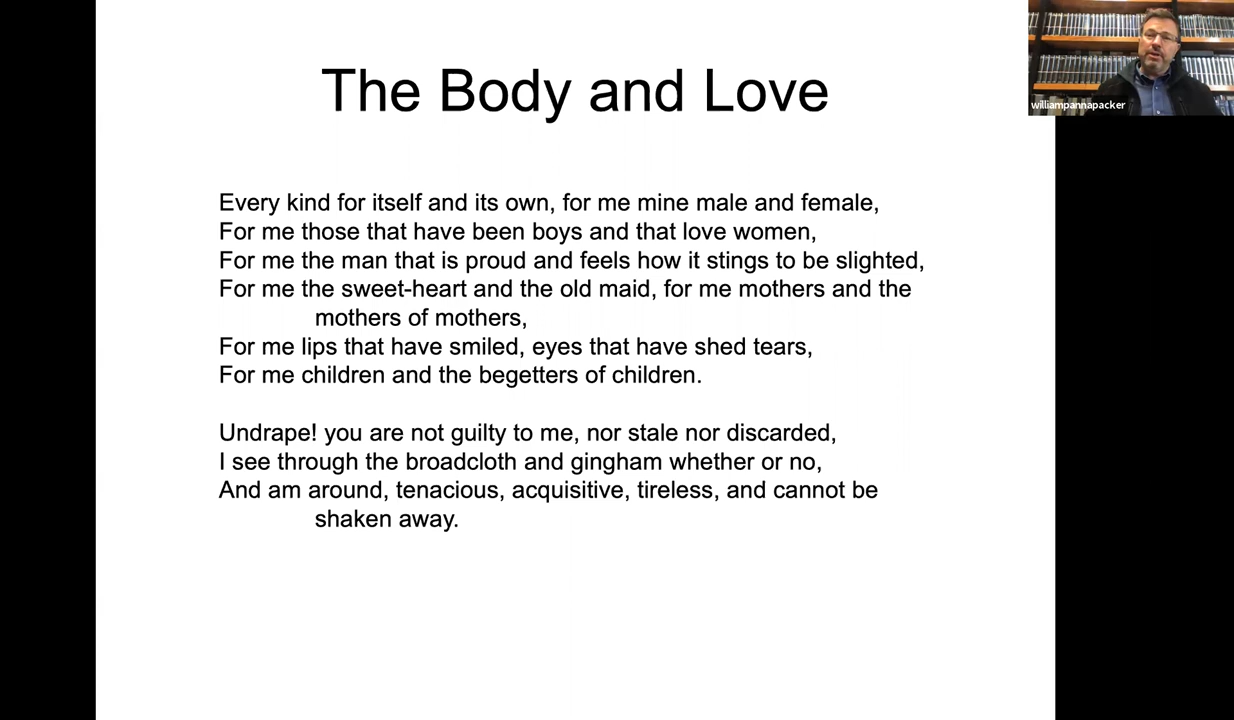 The Body and Love
williampannapacker
Every kind for itself and its own, for me mine male and female,
For me those that have been boys and that love women,
For me the man that is proud and feels how it stings to be slighted,
For me the sweet-heart and the old maid, for me mothers and the
mothers of mothers,
For me lips that have smiled, eyes that have shed tears,
For me children and the begetters of children.
Undrape! you are not guilty to me, nor stale nor discarded,
I see through the broadcloth and gingham whether or no,
And am around, tenacious, acquisitive, tireless, and cannot be
shaken away.